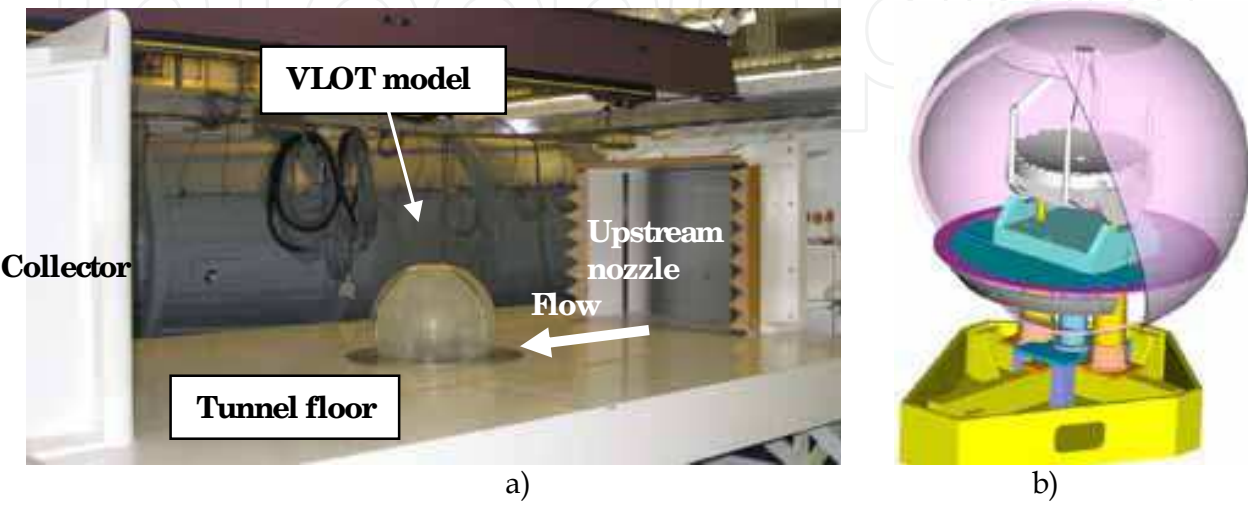 VLOT model
Upstream
nozzle
Collector
Flow
Tunnel floor
a)
b)